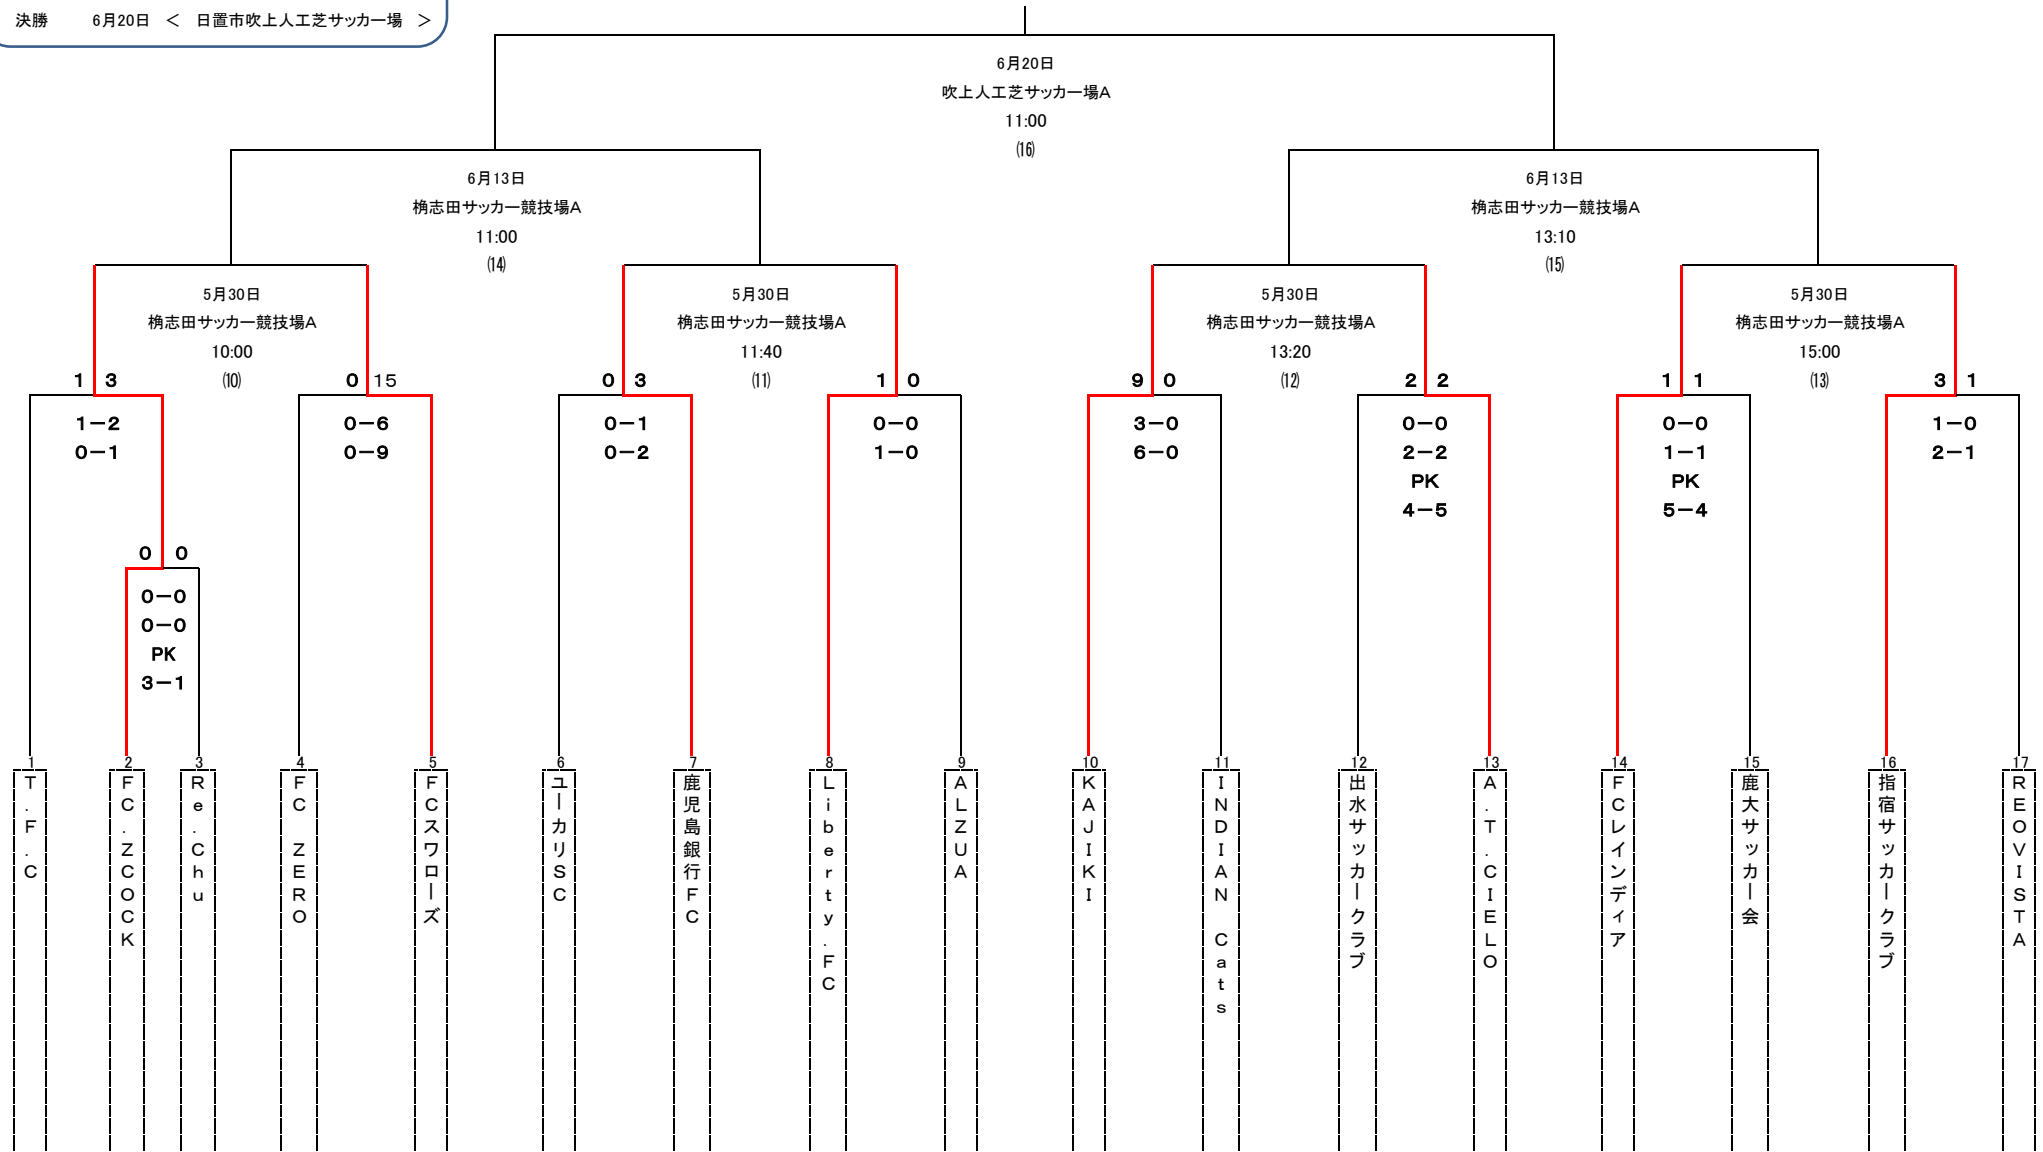 決勝　　6月20日　＜　日置市吹上人工芝サッカー場　＞
6月20日
吹上人工芝サッカー場A
11:00
(16)
6月13日
桷志田サッカー競技場A
11:00
(14)
6月13日
桷志田サッカー競技場A
13:10
(15)
5月30日
桷志田サッカー競技場A
10:00
(10)
5月30日
桷志田サッカー競技場A
11:40
(11)
5月30日
桷志田サッカー競技場A
13:20
(12)
5月30日
桷志田サッカー競技場A
15:00
(13)
1 3
1－2
0－1
0 15
0－6
0－9
0 3
0－1
0－2
1 0
0－0
1－0
9 0
3－0
6－0
2 2
0－0
2－2
PK
4－5
1 1
0－0
1－1
PK
5－4
3 1
1－0
2－1
0 0
0－0
0－0
PK
3－1
1
T.F.C
2
FC.ZCOCK
3
Re.Chu
4
FC ZERO
5
FCスワローズ
6
ユーカリSC
7
鹿児島銀行FC
8
Liberty.FC
9
ALZUA
10
KAJIKI
11
INDIAN Cats
12
出水サッカークラブ
13
A.T.CIELO
14
FCレインディア
15
鹿大サッカー会
16
指宿サッカークラブ
17
REOVISTA